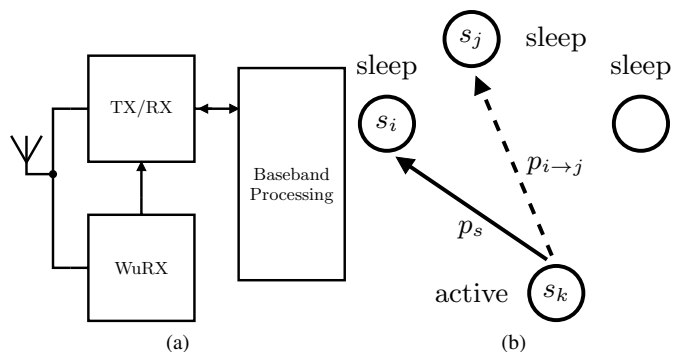 TX/RX
Baseband
Processing
WuRX
(a)
s_j
sleep
sleep
sleep
s_i
p_{i→j}
p_s
active
s_k
(b)